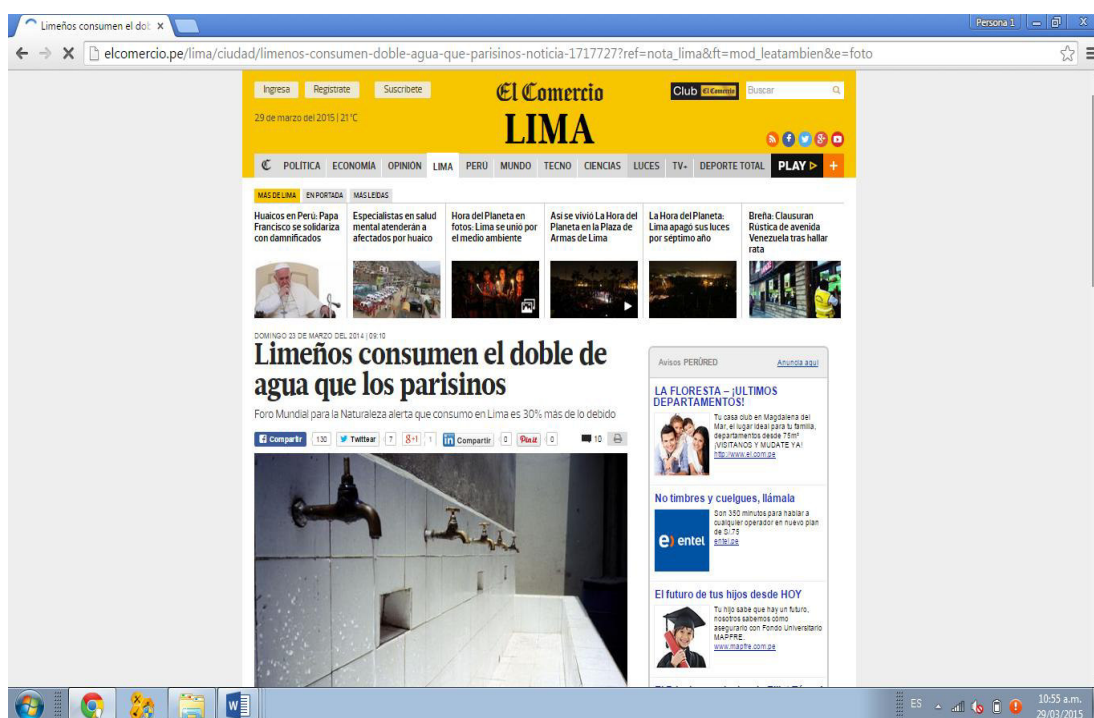 Limeños consumen el dob
Persona 1
elcomercio.pe/lima/ciudad/limenos-consumen-doble-agua-que-parisinos-noticia-1717727?ref=nota_lima&ft=mod_leatambien&e=foto
Ingresa Registrate Suscribete
El Comercio
Club El Comercio
Buscar
29 de marzo del 2015 | 21°C
LIMA
POLÍTICA ECONOMÍA OPINIÓN LIMA PERÚ MUNDO TECNO CIENCIAS LUCES TV+ DEPORTE TOTAL PLAY +
MAS DE LIMA EN PORTADA MAS LEIDAS
Huaicos en Perú: Papa
Francisco se solidariza
con damnificados
Especialistas en salud
mental atenderán a
afectados por huaico
Hora del Planeta en
fotos: Lima se unió por
el medio ambiente
Así se vivió La Hora del
Planeta en la Plaza de
Armas de Lima
La Hora del Planeta:
Lima apagó sus luces
por séptimo año
Breña: Clausuran
Rústica de avenida
Venezuela tras hallar
rata
DOMINGO 23 DE MARZO DEL 2014 | 09:10
Limeños consumen el doble de
agua que los parisinos
Foro Mundial para la Naturaleza alerta que consumo en Lima es 30% más de lo debido
Compartir 130 Twittear 7 8+1 1 in Compartir 0 Pin it 0 10
Avisos PERÚRED Anuncia aquí
LA FLORESTA – ¡ULTIMOS
DEPARTAMENTOS!
Tu casa club en Magdalena del
Mar, el lugar ideal para tu familia,
departamentos desde 75m²
¡VISITANOS Y MUDATE YA!
http://www.el.com.pe
No timbres y cuelgues, llámala
Son 350 minutos para hablar a
cualquier operador en nuevo plan
de S/.75
entel.pe
entel
El futuro de tus hijos desde HOY
Tu hijo sabe que hay un futuro,
nosotros sabemos cómo
asegurarlo con Fondo Universitario
MAPFRE.
www.mapfre.com.pe
ES
10:55 a.m.
29/03/2015